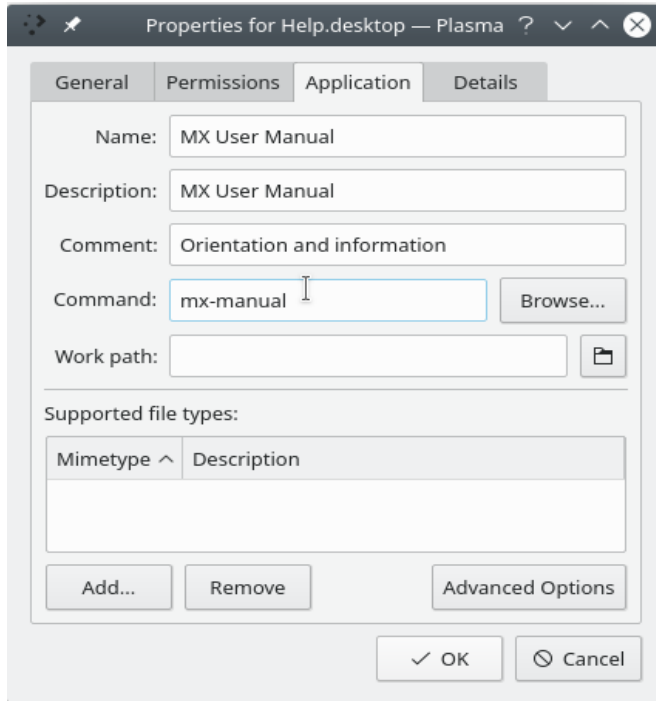 Properties for Help.desktop — Plasma ?
General Permissions Application Details
Name: MX User Manual
Description: MX User Manual
Comment: Orientation and information
Command: mx-manual Browse...
Work path:
Supported file types:
Mimetype Description
Add... Remove Advanced Options
OK Cancel